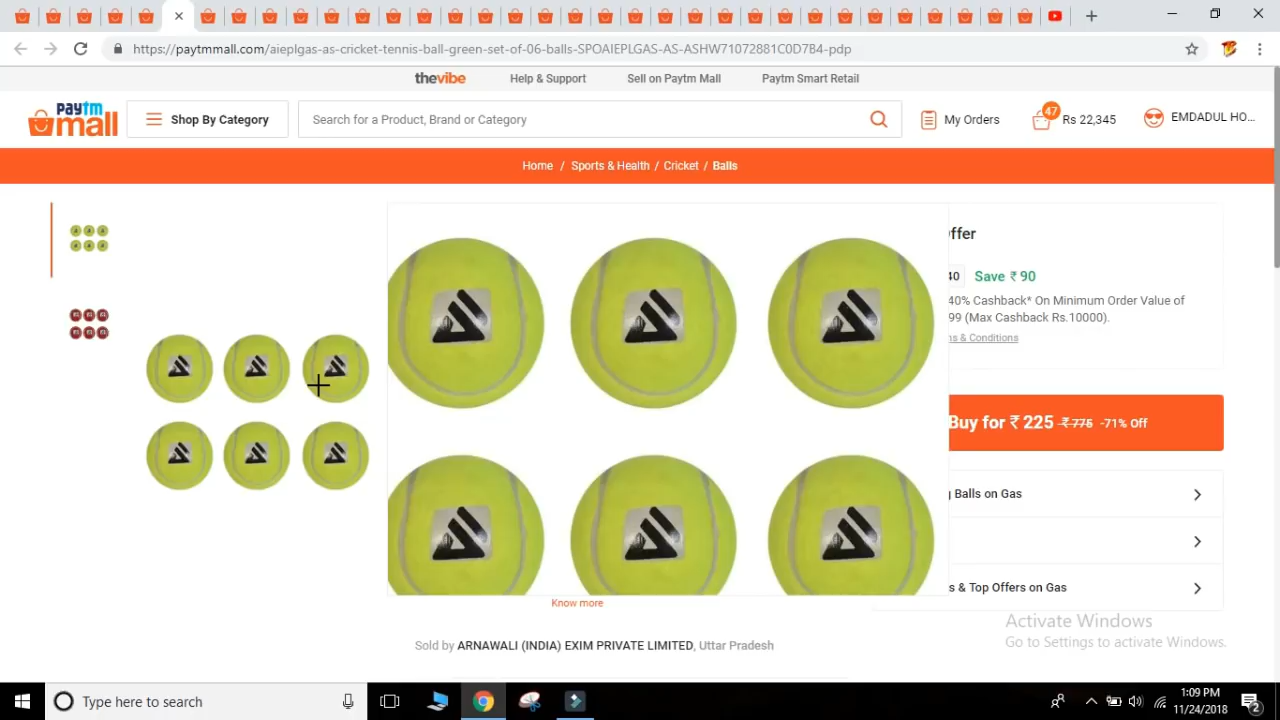 https://paytmmall.com/aieplgas-as-cricket-tennis-ball-green-set-of-06-balls-SPOAIEPLGAS-AS-ASHW71072881C0D7B4-pdp
thevibe
Help & Support
Sell on Paytm Mall
Paytm Smart Retail
paytm
mall
Shop By Category
Search for a Product, Brand or Category
My Orders
47
Rs 22,345
EMDADUL HO...
Home / Sports & Health / Cricket / Balls
ffer
40 Save ₹ 90
40% Cashback* On Minimum Order Value of
99 (Max Cashback Rs.10000).
ns & Conditions
Buy for ₹ 225 ₹ 775 -71% Off
Balls on Gas
s & Top Offers on Gas
Know more
Sold by ARNAWALI (INDIA) EXIM PRIVATE LIMITED, Uttar Pradesh
Activate Windows
Go to Settings to activate Windows.
Type here to search
1:09 PM
11/24/2018
2